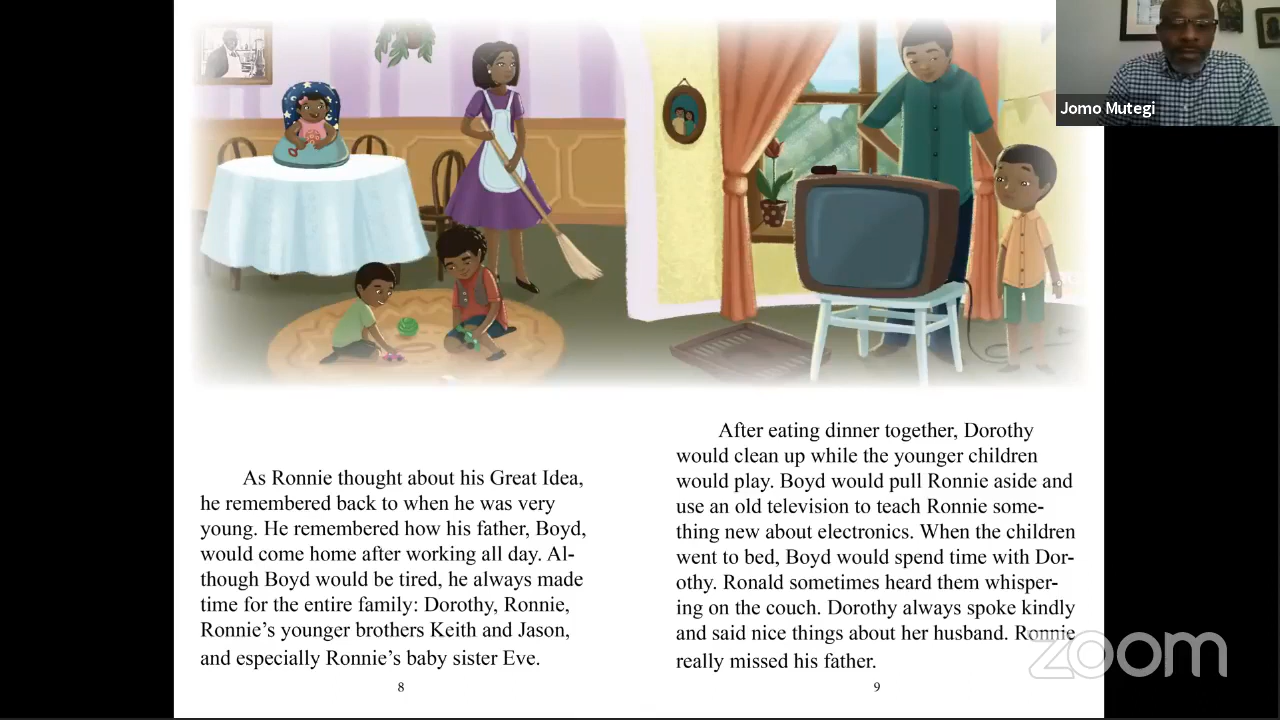 Jomo Mutegi
As Ronnie thought about his Great Idea,
he remembered back to when he was very
young. He remembered how his father, Boyd,
would come home after working all day. Al-
though Boyd would be tired, he always made
time for the entire family: Dorothy, Ronnie,
Ronnie’s younger brothers Keith and Jason,
and especially Ronnie’s baby sister Eve.
8
After eating dinner together, Dorothy
would clean up while the younger children
would play. Boyd would pull Ronnie aside and
use an old television to teach Ronnie some-
thing new about electronics. When the children
went to bed, Boyd would spend time with Dor-
othy. Ronald sometimes heard them whisper-
ing on the couch. Dorothy always spoke kindly
and said nice things about her husband. Ronnie
really missed his father.
9
zoom